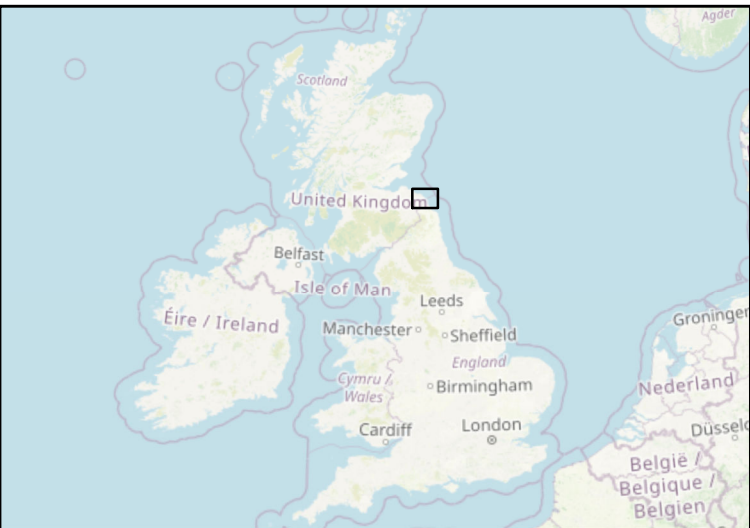 Agder
Scotland
United Kingdom
Belfast
Isle of Man
Leeds
Groninger
Éire / Ireland
Manchester
Sheffield
England
Cymru /
Wales
Birmingham
Nederland
Cardiff
London
Düsseld
België /
Belgique /
Belgien